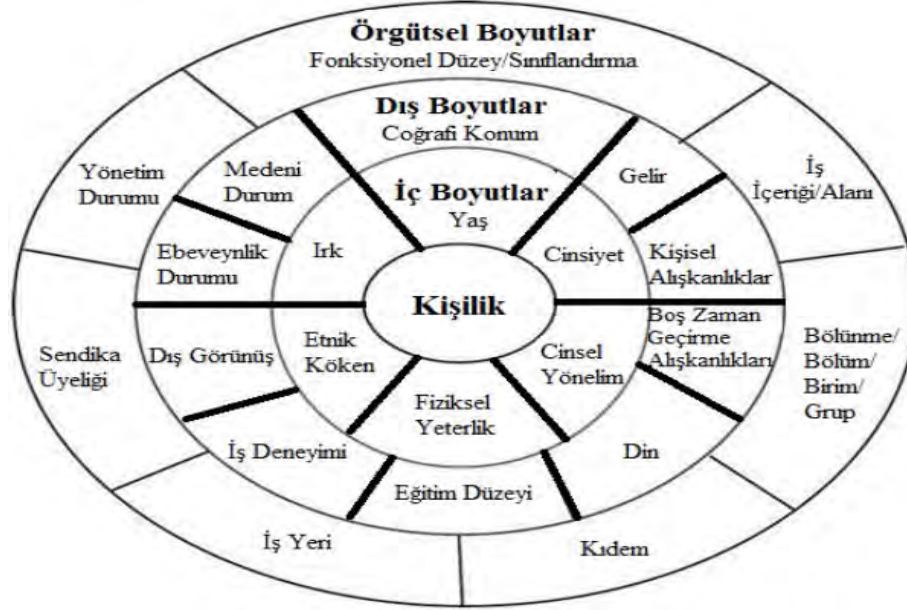 Örgütsel Boyutlar
Fonksiyonel Düzey/Sınıflandırma
Dış Boyutlar
Coğrafi Konum
İç Boyutlar
Yaş
Kişilik
Yönetim
Durumu
Medeni
Durum
Gelir
İş
İçeriği/Alanı
Ebeveynlik
Durumu
Irk
Cinsiyet
Kişisel
Alışkanlıklar
Sendika
Üyeliği
Dış Görünüş
Etnik
Köken
Fiziksel
Yeterlik
Cinsel
Yönelim
Boş Zaman
Geçirme
Alışkanlıkları
Bölünme/
Bölüm/
Birim/
Grup
İş Deneyimi
Eğitim Düzeyi
Din
İş Yeri
Kıdem